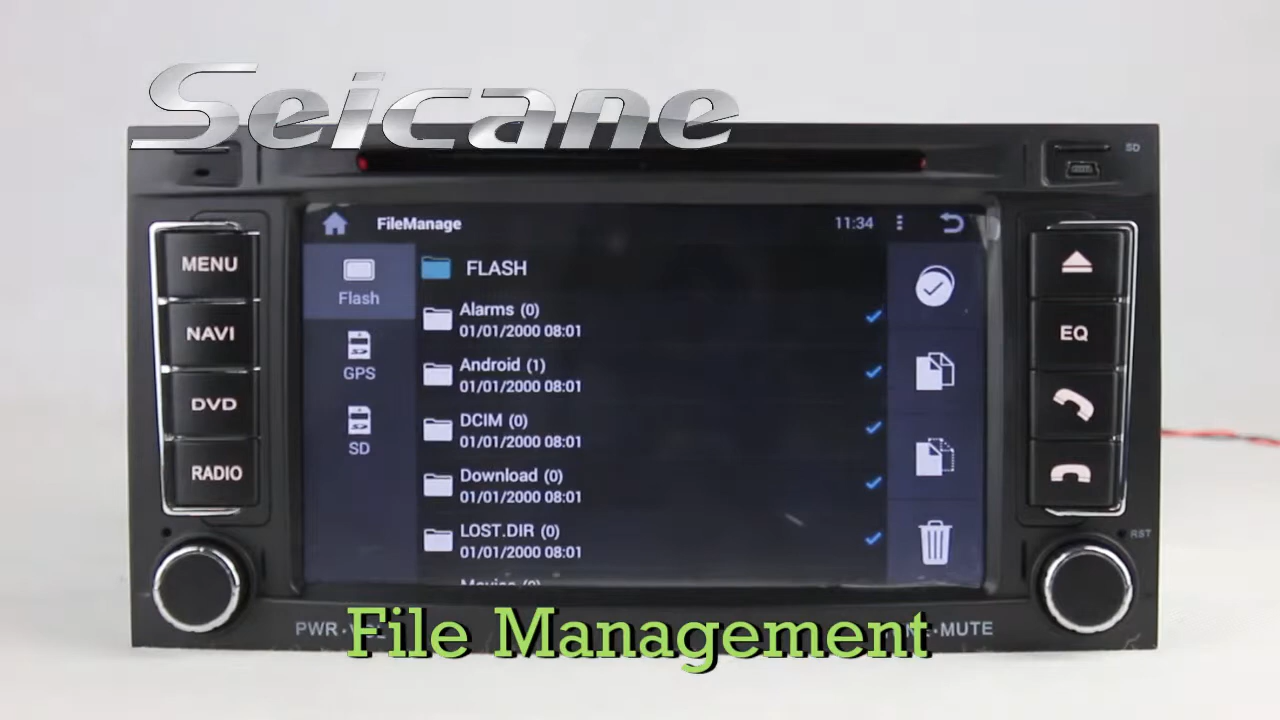 Seicane
SD
FileManage
11:34
MENU
NAVI
DVD
RADIO
Flash
GPS
SD
FLASH
Alarms (0)
01/01/2000 08:01
Android (1)
01/01/2000 08:01
DCIM (0)
01/01/2000 08:01
Download (0)
01/01/2000 08:01
LOST.DIR (0)
01/01/2000 08:01
EQ
RST
PWR
MUTE
File Management